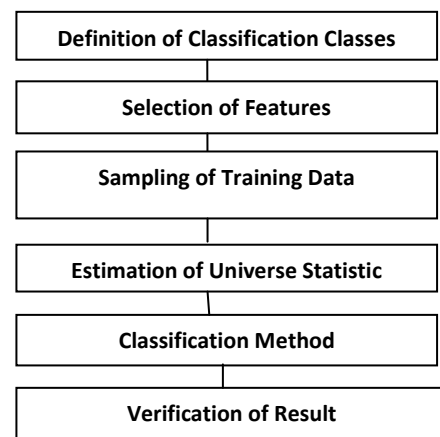 Definition of Classification Classes
Selection of Features
Sampling of Training Data
Estimation of Universe Statistic
Classification Method
Verification of Result